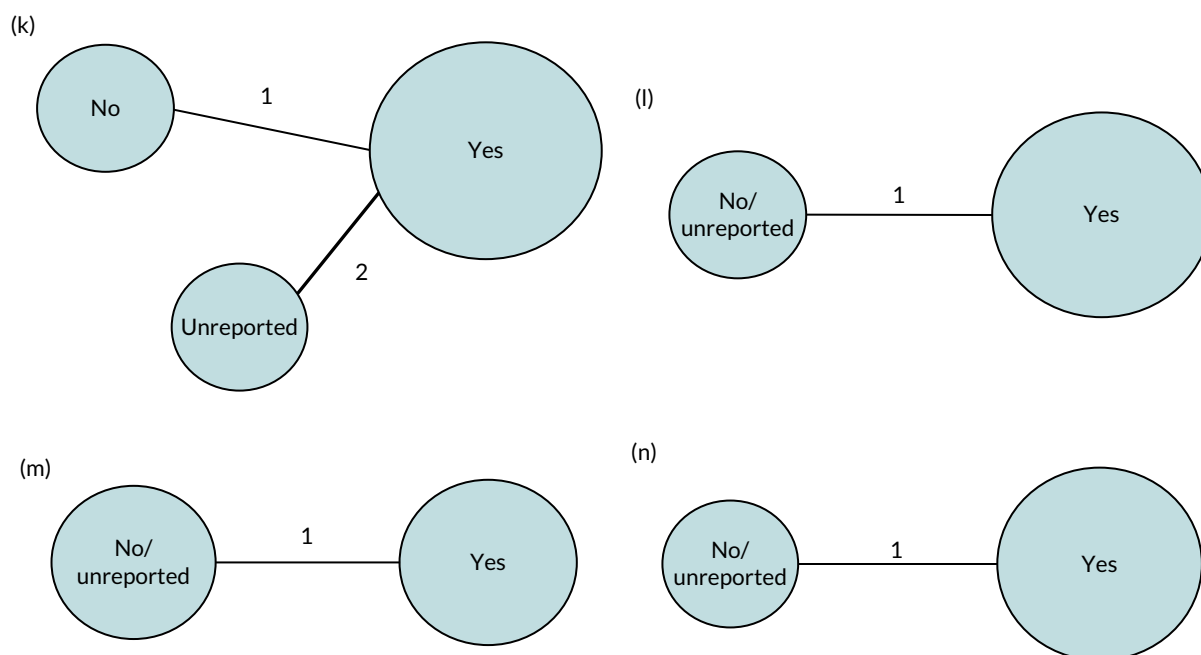 (k)
No
1
Yes
2
Unreported
(l)
No/
unreported
1
Yes
(m)
No/
unreported
1
Yes
(n)
No/
unreported
1
Yes